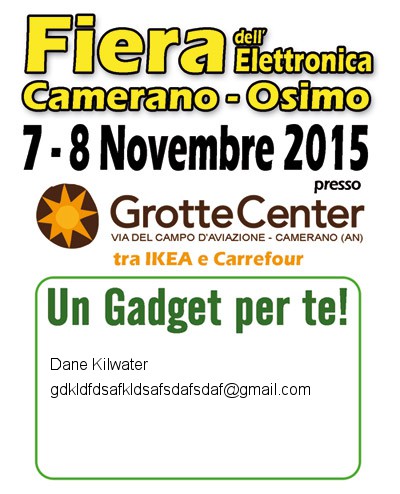 Fiera dell' Elettronica
Camerano - Osimo
7 - 8 Novembre 2015
presso
GrotteCenter
VIA DEL CAMPO D'AVIAZIONE - CAMERANO (AN)
tra IKEA e Carrefour
Un Gadget per te!
Dane Kilwater
gdkldfdsafkldsafsdafsdaf@gmail.com